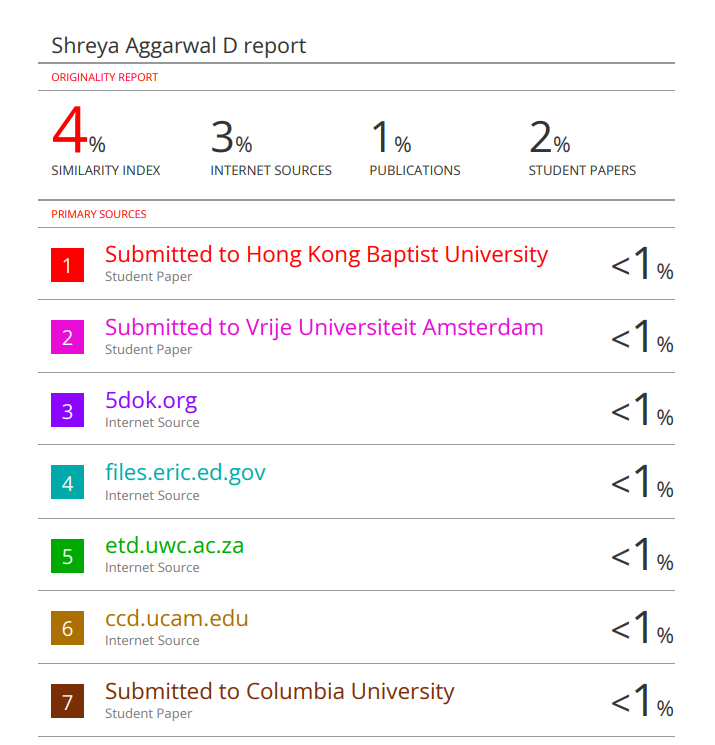 Shreya Aggarwal D report
ORIGINALITY REPORT
4% 3% 1% 2%
SIMILARITY INDEX INTERNET SOURCES PUBLICATIONS STUDENT PAPERS
PRIMARY SOURCES
1 Submitted to Hong Kong Baptist University <1%
Student Paper
2 Submitted to Vrije Universiteit Amsterdam <1%
Student Paper
3 5dok.org <1%
Internet Source
4 files.eric.ed.gov <1%
Internet Source
5 etd.uwc.ac.za <1%
Internet Source
6 ccd.ucam.edu <1%
Internet Source
7 Submitted to Columbia University <1%
Student Paper